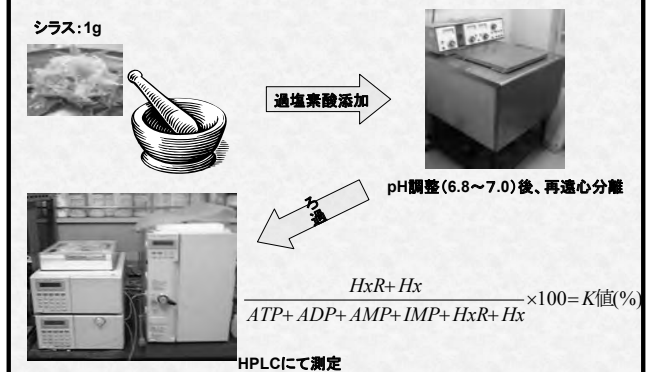 シラス:1g
過塩素酸添加
pH調整(6.8～7.0)後、再遠心分離
ろ過
HxR+Hx
ATP+ADP+AMP+IMP+HxR+Hx
×100=K値(%)
HPLCにて測定